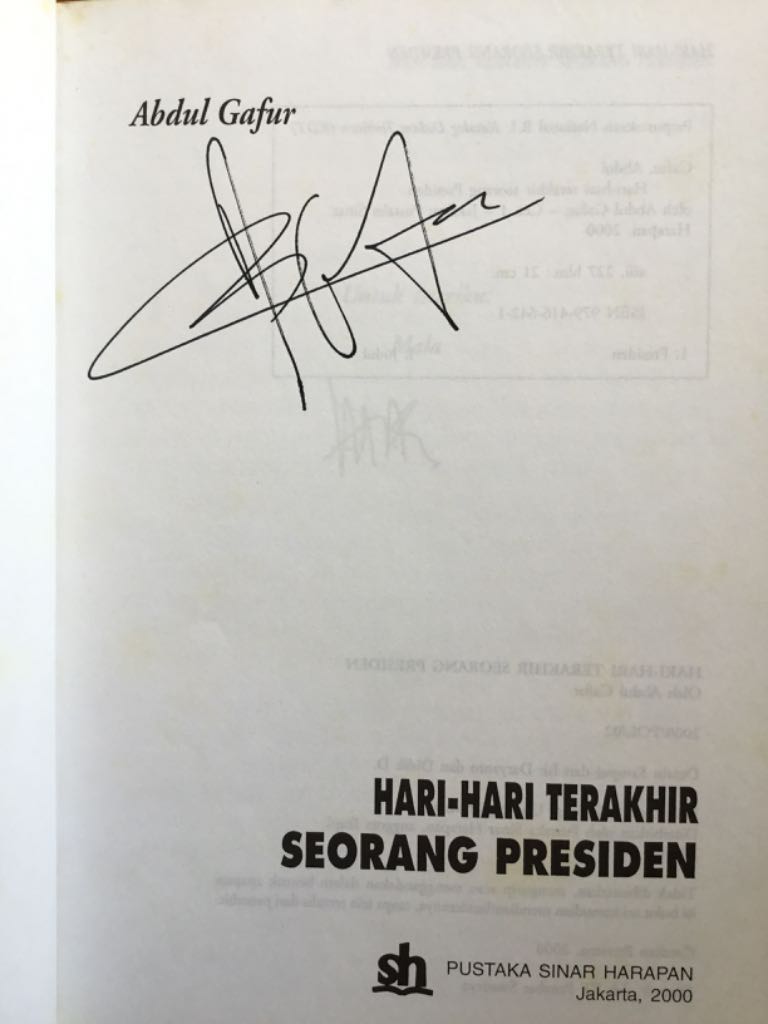 Abdul Gafur
HARI-HARI TERAKHIR
SEORANG PRESIDEN
sh
PUSTAKA SINAR HARAPAN
Jakarta, 2000